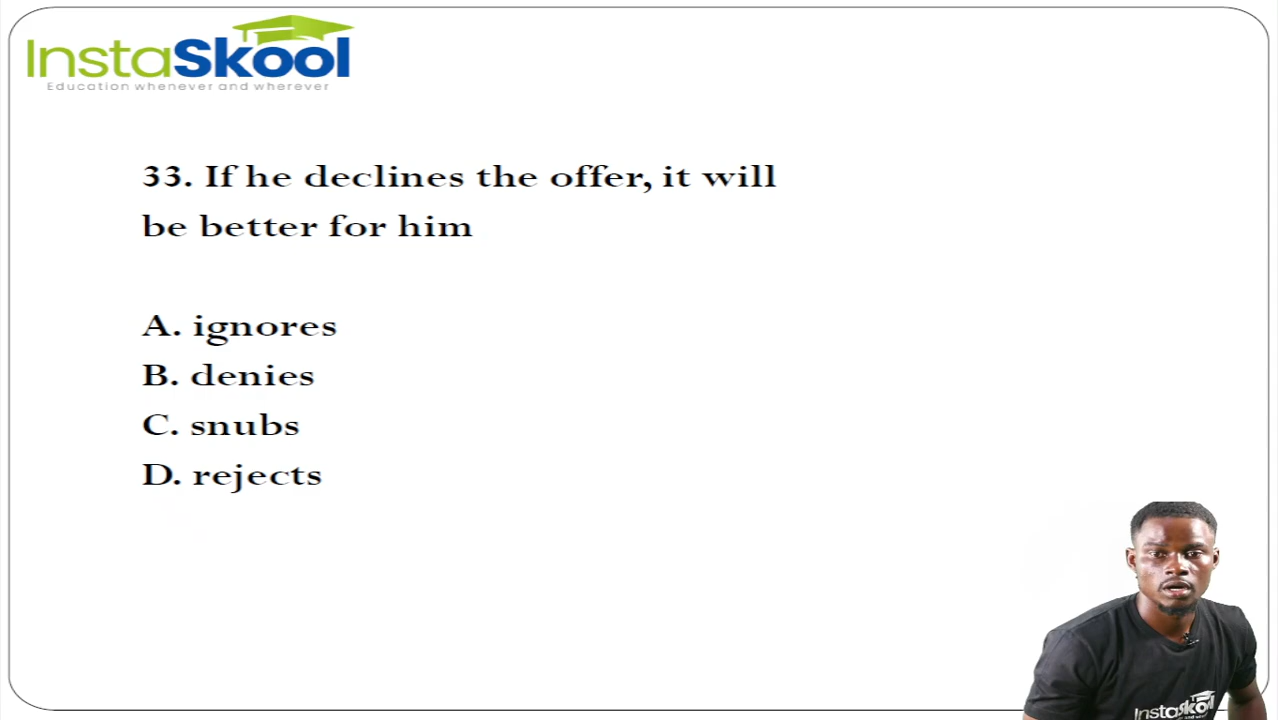 InstaSkool
Education whenever and wherever
33. If he declines the offer, it will
be better for him
A. ignores
B. denies
C. snubs
D. rejects
InstaSkool